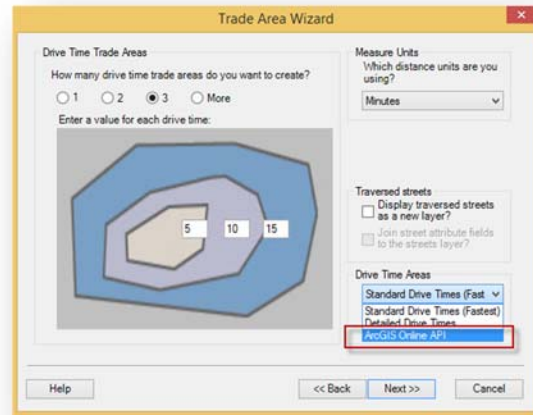 Trade Area Wizard
Drive Time Trade Areas
How many drive time trade areas do you want to create?
1 2 3 More
Enter a value for each drive time:
5 10 15
Measure Units
Which distance units are you
using?
Minutes
Traversed streets
Display traversed streets
as a new layer?
Join street attribute fields
to the streets layer?
Drive Time Areas
Standard Drive Times (Fast
Standard Drive Times (Fastest)
Detailed Drive Times
ArcGIS Online API
Help
<< Back
Next >>
Cancel